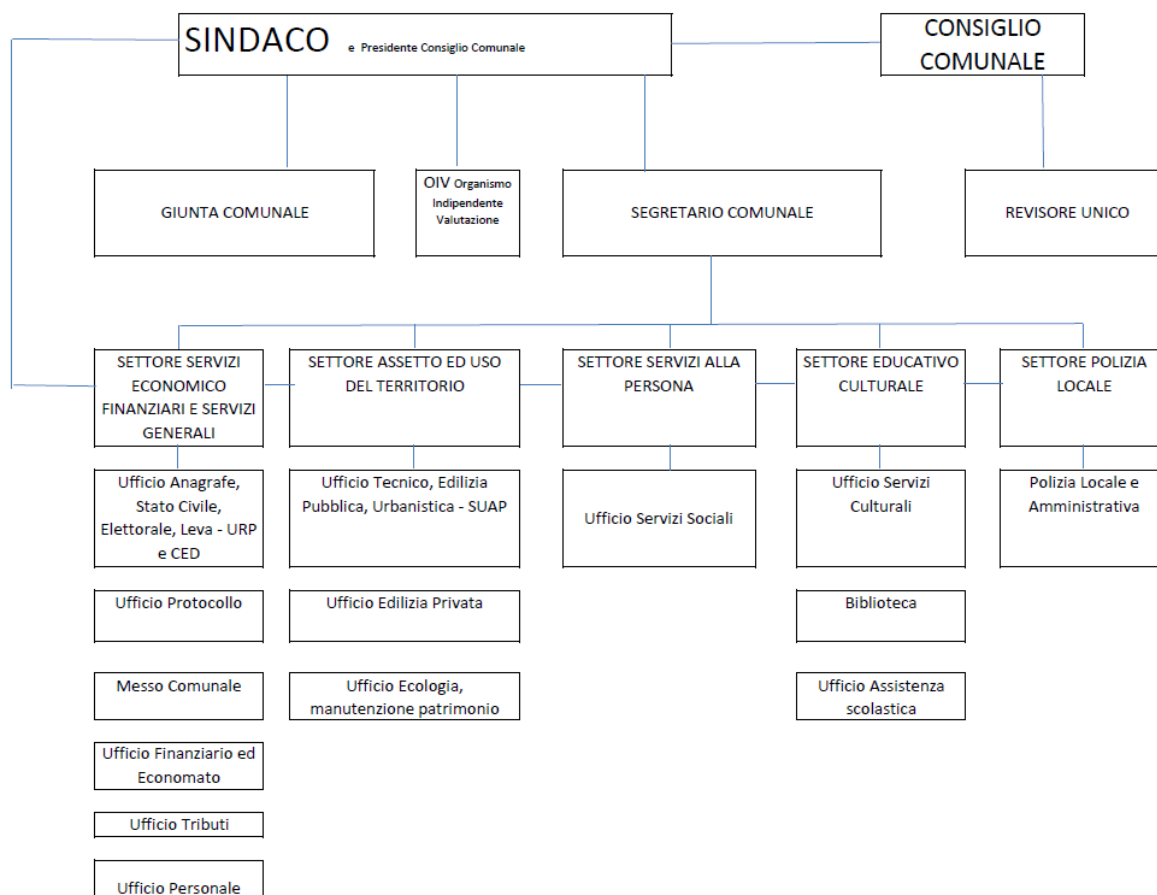 SINDACO e Presidente Consiglio Comunale
CONSIGLIO
COMUNALE
GIUNTA COMUNALE
OIV Organismo
Indipendente
Valutazione
SEGRETARIO COMUNALE
REVISORE UNICO
SETTORE SERVIZI
ECONOMICO
FINANZIARI E SERVIZI
GENERALI
SETTORE ASSETTO ED USO
DEL TERRITORIO
SETTORE SERVIZI ALLA
PERSONA
SETTORE EDUCATIVO
CULTURALE
SETTORE POLIZIA
LOCALE
Ufficio Anagrafe,
Stato Civile,
Elettorale, Leva - URP
e CED
Ufficio Tecnico, Edilizia
Pubblica, Urbanistica - SUAP
Ufficio Servizi Sociali
Ufficio Servizi
Culturali
Polizia Locale e
Amministrativa
Ufficio Protocollo
Ufficio Edilizia Privata
Biblioteca
Messo Comunale
Ufficio Ecologia,
manutenzione patrimonio
Ufficio Assistenza
scolastica
Ufficio Finanziario ed
Economato
Ufficio Tributi
Ufficio Personale